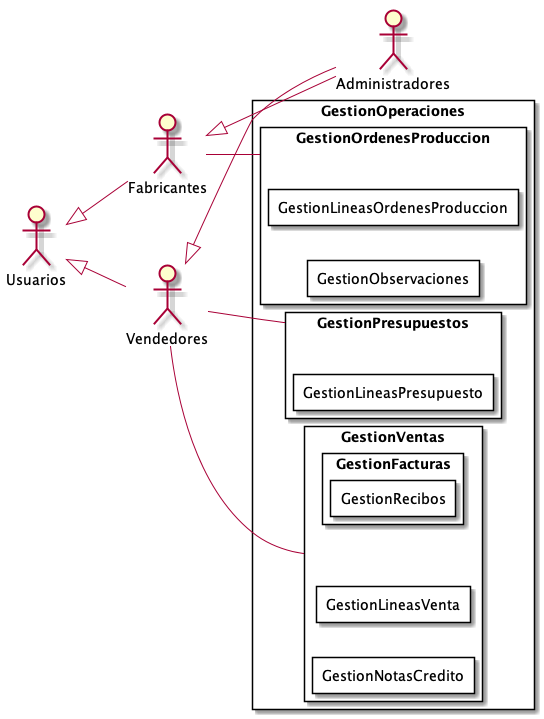 Administradores
GestionOperaciones
GestionOrdenesProduccion
Fabricantes
GestionLineasOrdenesProduccion
Usuarios
GestionObservaciones
Vendedores
GestionPresupuestos
GestionLineasPresupuesto
GestionVentas
GestionFacturas
GestionRecibos
GestionLineasVenta
GestionNotasCredito